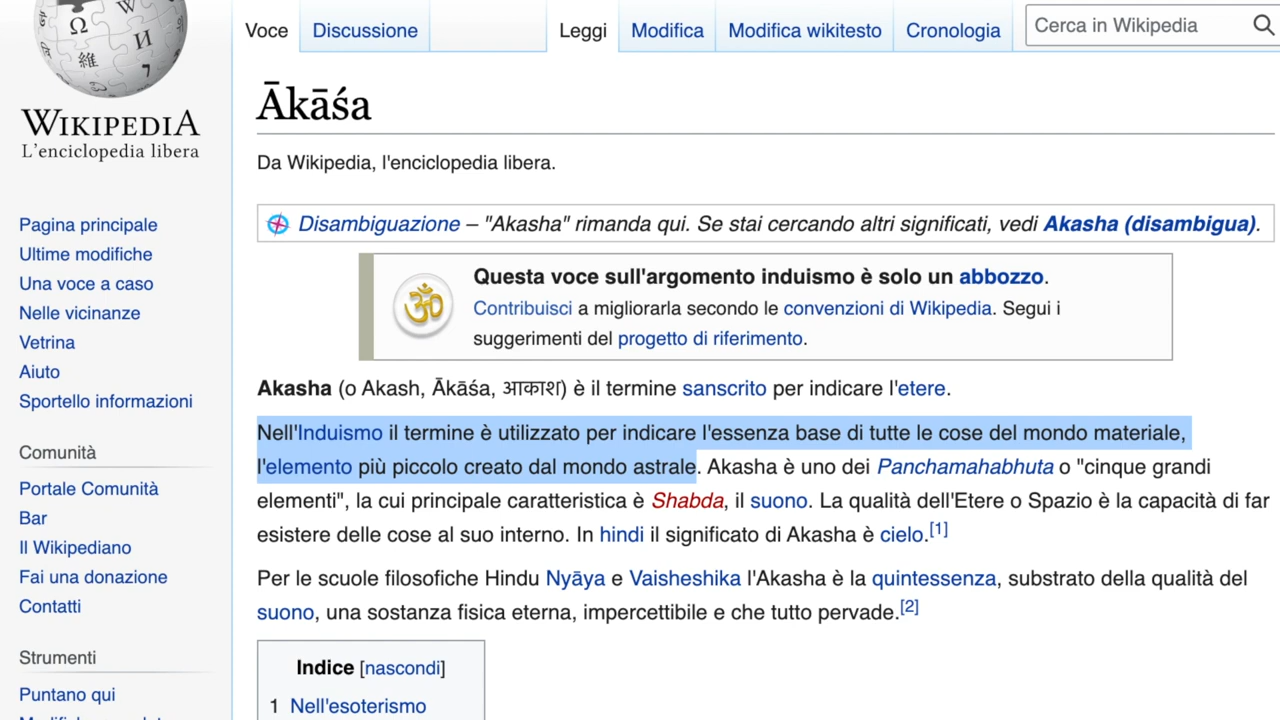 Voce
Discussione
Leggi
Modifica
Modifica wikitesto
Cronologia
Cerca in Wikipedia
Ω
W
И
維
WIKIPEDIA
L'enciclopedia libera
Pagina principale
Ultime modifiche
Una voce a caso
Nelle vicinanze
Vetrina
Aiuto
Sportello informazioni
Comunità
Portale Comunità
Bar
Il Wikipediano
Fai una donazione
Contatti
Strumenti
Puntano qui
Ākāśa
Da Wikipedia, l'enciclopedia libera.
Disambiguazione – "Akasha" rimanda qui. Se stai cercando altri significati, vedi Akasha (disambigua).
ॐ
Questa voce sull'argomento induismo è solo un abbozzo.
Contribuisci a migliorarla secondo le convenzioni di Wikipedia. Segui i
suggerimenti del progetto di riferimento.
Akasha (o Akash, Ākāśa, आकाश) è il termine sanscrito per indicare l'etere.
Nell'Induismo il termine è utilizzato per indicare l'essenza base di tutte le cose del mondo materiale,
l'elemento più piccolo creato dal mondo astrale. Akasha è uno dei Panchamahabhuta o "cinque grandi
elementi", la cui principale caratteristica è Shabda, il suono. La qualità dell'Etere o Spazio è la capacità di far
esistere delle cose al suo interno. In hindi il significato di Akasha è cielo.[1]
Per le scuole filosofiche Hindu Nyāya e Vaisheshika l'Akasha è la quintessenza, substrato della qualità del
suono, una sostanza fisica eterna, impercettibile e che tutto pervade.[2]
Indice [nascondi]
1 Nell'esoterismo